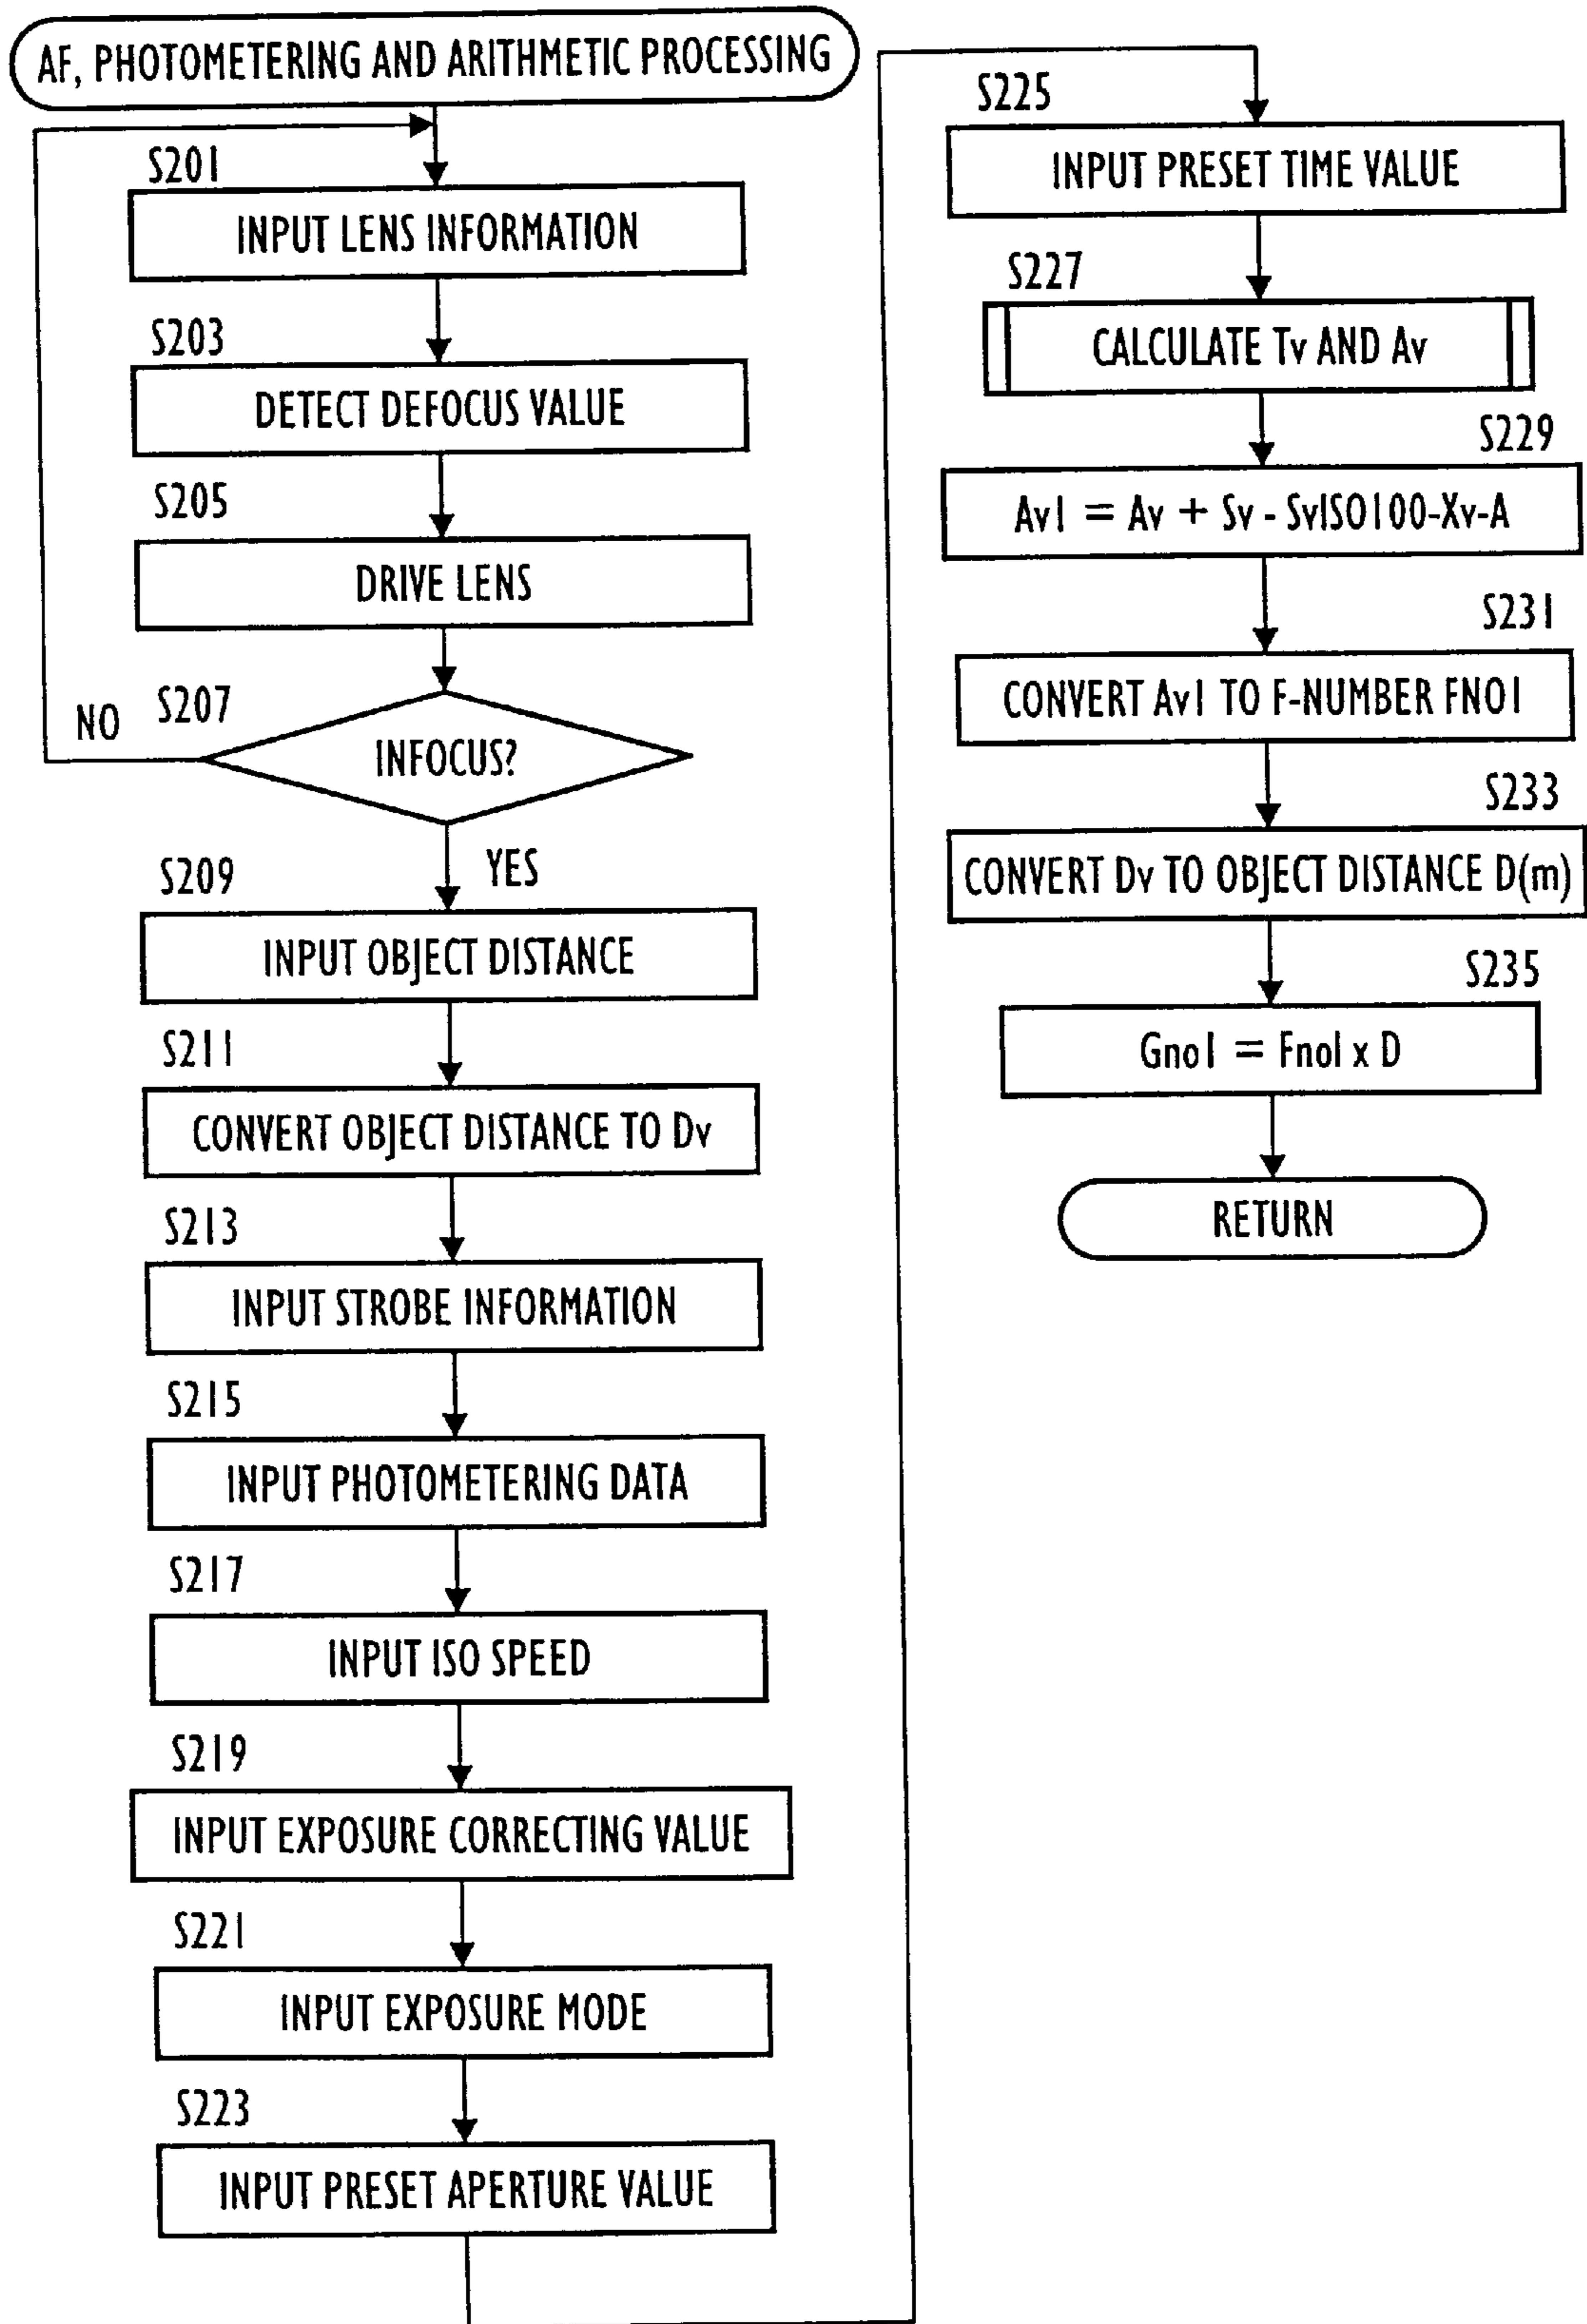 AF, PHOTOMETERING AND ARITHMETIC PROCESSING
S201
INPUT LENS INFORMATION
S203
DETECT DEFOCUS VALUE
S205
DRIVE LENS
S207
NO
INFOCUS?
YES
S209
INPUT OBJECT DISTANCE
S211
CONVERT OBJECT DISTANCE TO Dv
S213
INPUT STROBE INFORMATION
S215
INPUT PHOTOMETERING DATA
S217
INPUT ISO SPEED
S219
INPUT EXPOSURE CORRECTING VALUE
S221
INPUT EXPOSURE MODE
S223
INPUT PRESET APERTURE VALUE
S225
INPUT PRESET TIME VALUE
S227
CALCULATE Tv AND Av
S229
Av1 = Av + Sv - SvISO100-Xv-A
S231
CONVERT Av1 TO F-NUMBER FNO1
S233
CONVERT Dv TO OBJECT DISTANCE D(m)
S235
Gno1 = Fno1 x D
RETURN